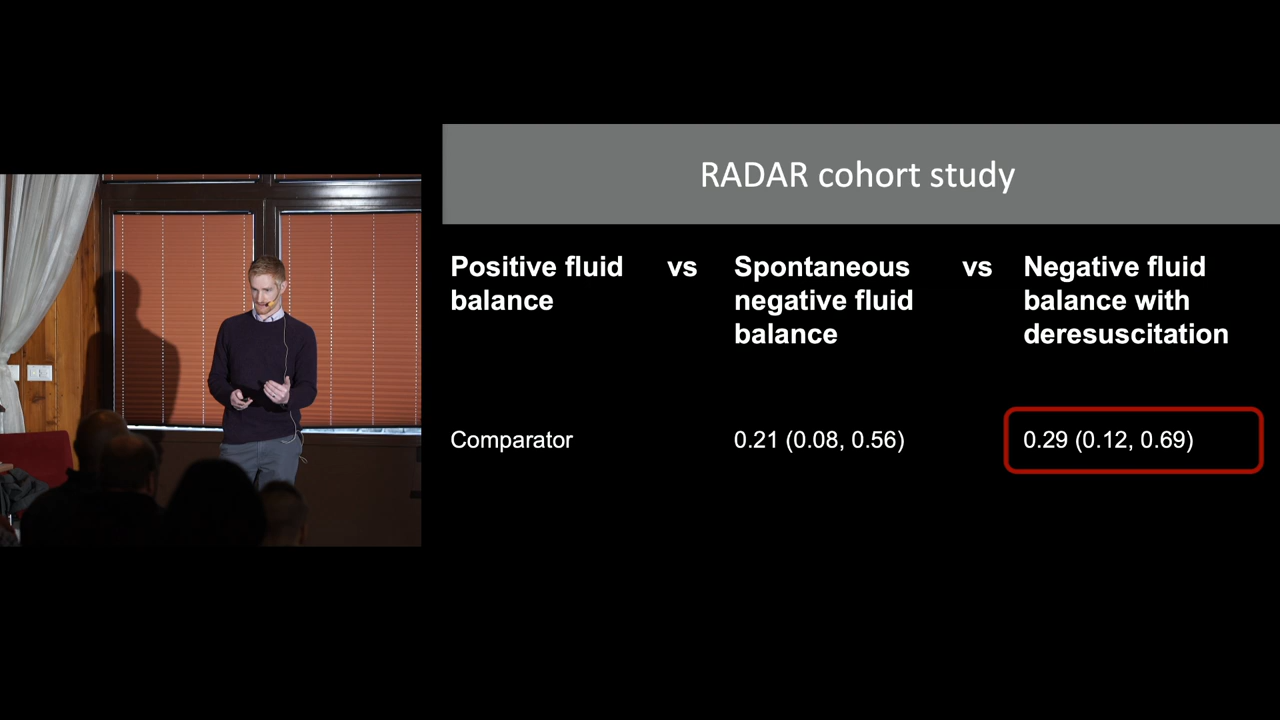 RADAR cohort study
Positive fluid balance
vs
Spontaneous negative fluid balance
vs
Negative fluid balance with deresuscitation
Comparator
0.21 (0.08, 0.56)
0.29 (0.12, 0.69)